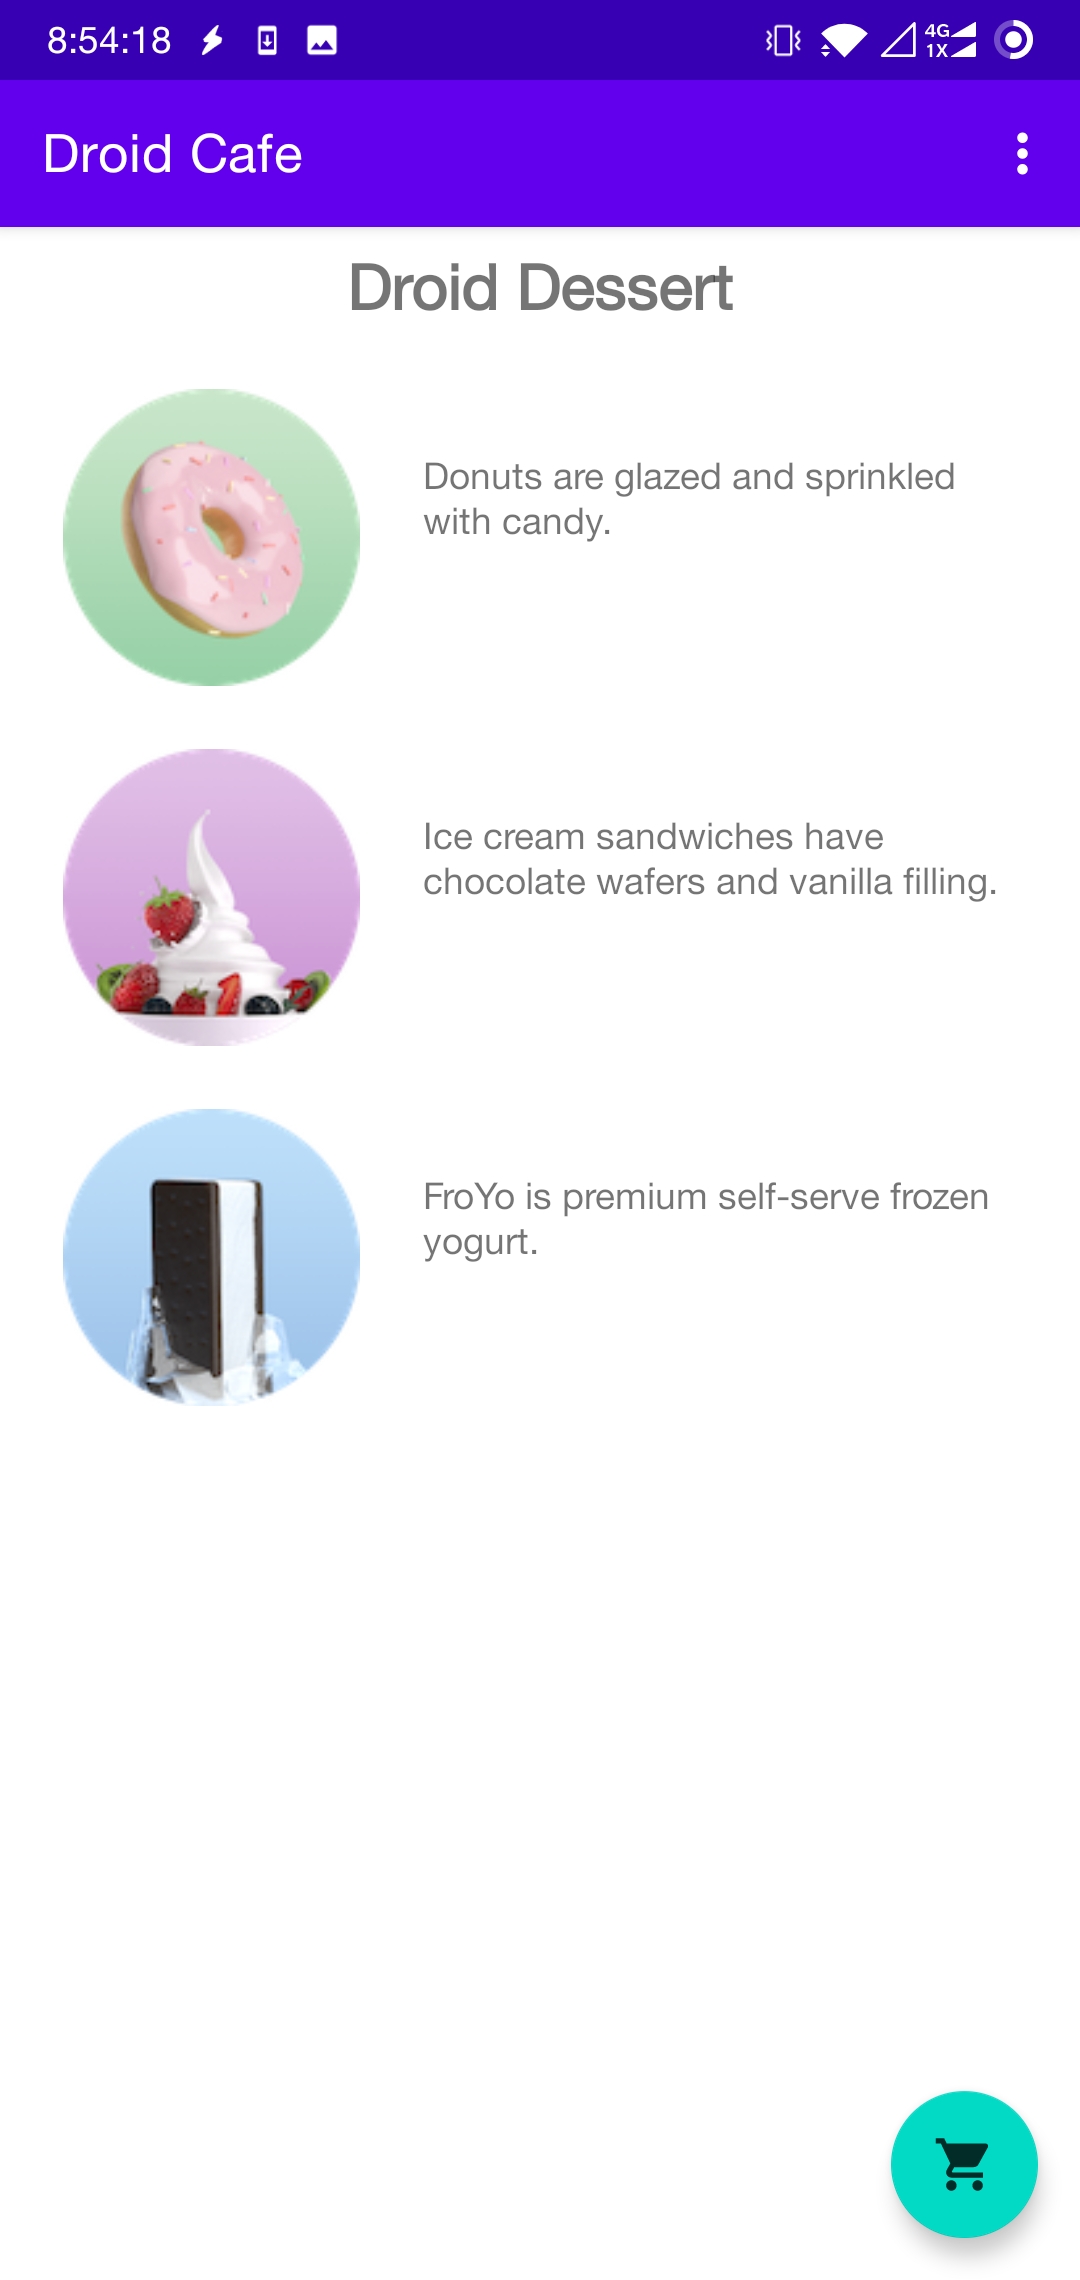 8:54:18
4G
1X
Droid Cafe
Droid Dessert
Donuts are glazed and sprinkled
with candy.
Ice cream sandwiches have
chocolate wafers and vanilla filling.
FroYo is premium self-serve frozen
yogurt.